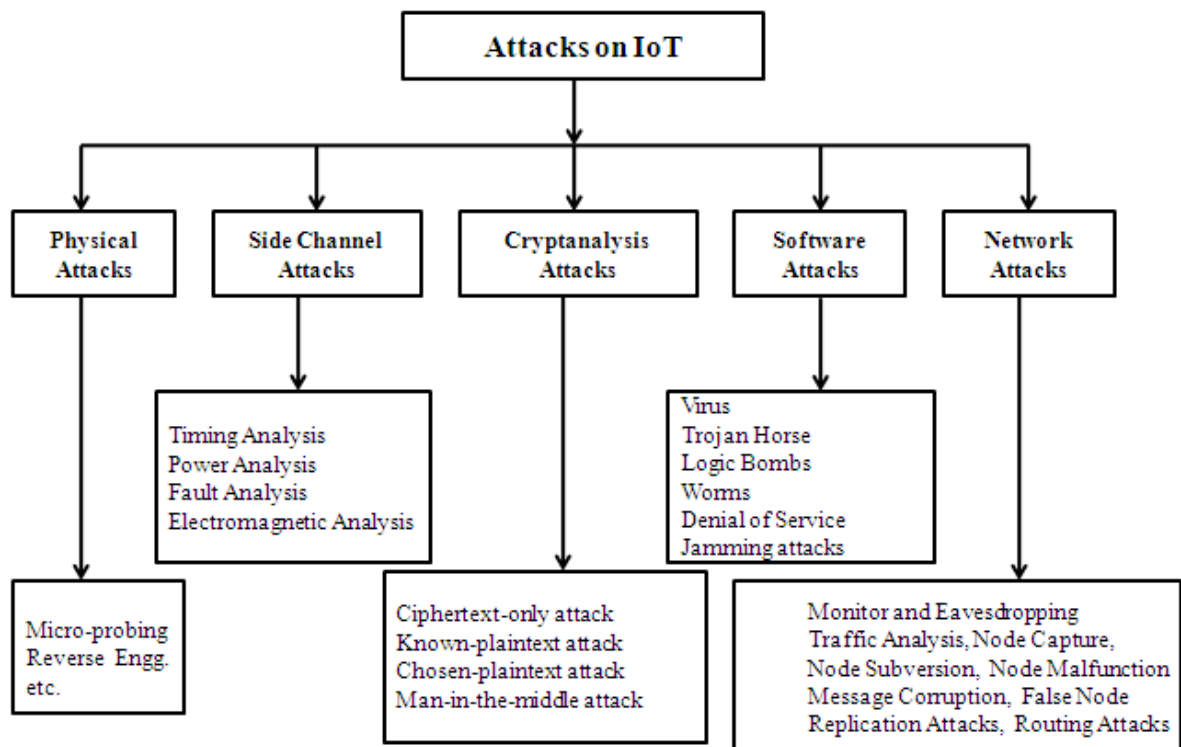 Attacks on IoT
Physical
Attacks
Side Channel
Attacks
Cryptanalysis
Attacks
Software
Attacks
Network
Attacks
Timing Analysis
Power Analysis
Fault Analysis
Electromagnetic Analysis
Virus
Trojan Horse
Logic Bombs
Worms
Denial of Service
Jamming attacks
Micro-probing
Reverse Engg.
etc.
Ciphertext-only attack
Known-plaintext attack
Chosen-plaintext attack
Man-in-the-middle attack
Monitor and Eavesdropping
Traffic Analysis, Node Capture,
Node Subversion, Node Malfunction
Message Corruption, False Node
Replication Attacks, Routing Attacks